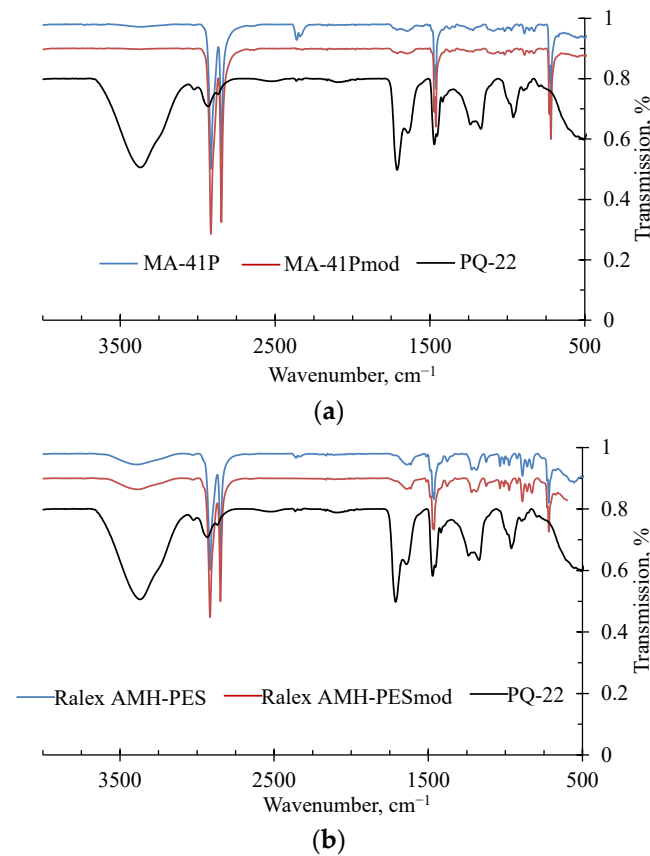 1
0.8
0.6
0.4
0.2
0
Transmission, %
MA-41P MA-41Pmod PQ-22
3500 2500 1500 500
Wavenumber, cm⁻¹
(a)
1
0.8
0.6
0.4
0.2
0
Transmission, %
Ralex AMH-PES Ralex AMH-PESmod PQ-22
3500 2500 1500 500
Wavenumber, cm⁻¹
(b)